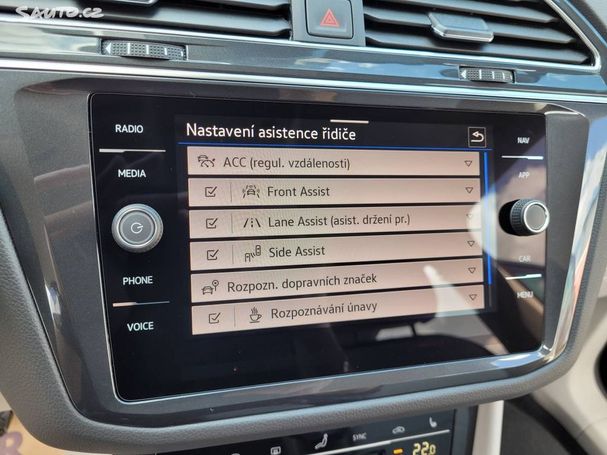 Sauto.cz
RADIO
MEDIA
PHONE
VOICE
Nastavení asistence řidiče
ACC (regul. vzdálenosti)
Front Assist
Lane Assist (asist. držení pr.)
Side Assist
Rozpozn. dopravních značek
Rozpoznávání únavy
NAV
APP
CAR
MENU
SYNC
22.0